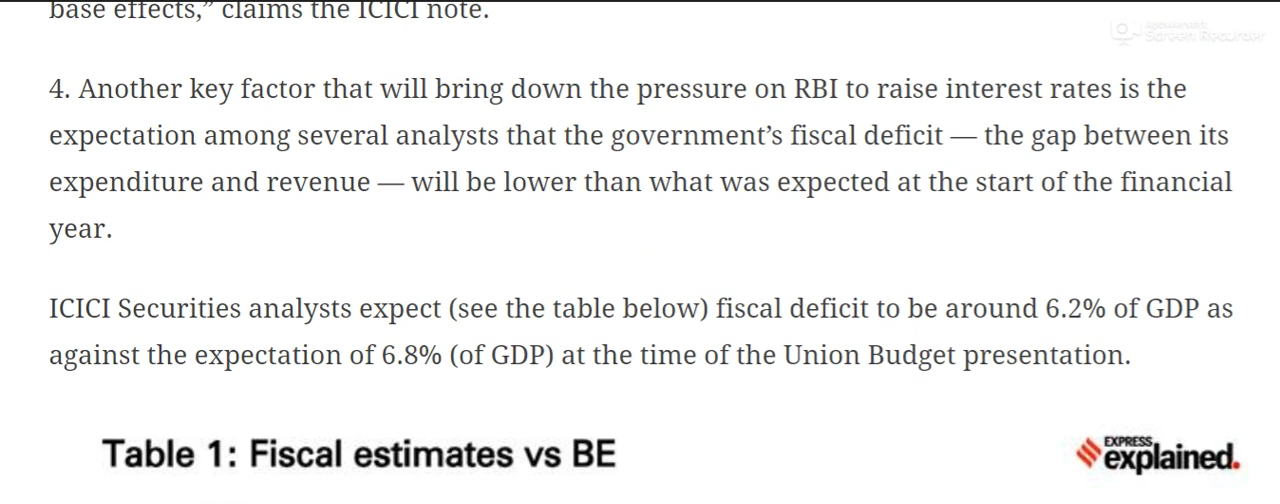 base effects,” claims the ICICI note.
Screen Recorder
4. Another key factor that will bring down the pressure on RBI to raise interest rates is the
expectation among several analysts that the government’s fiscal deficit — the gap between its
expenditure and revenue — will be lower than what was expected at the start of the financial
year.
ICICI Securities analysts expect (see the table below) fiscal deficit to be around 6.2% of GDP as
against the expectation of 6.8% (of GDP) at the time of the Union Budget presentation.
Table 1: Fiscal estimates vs BE
EXPRESS
explained.